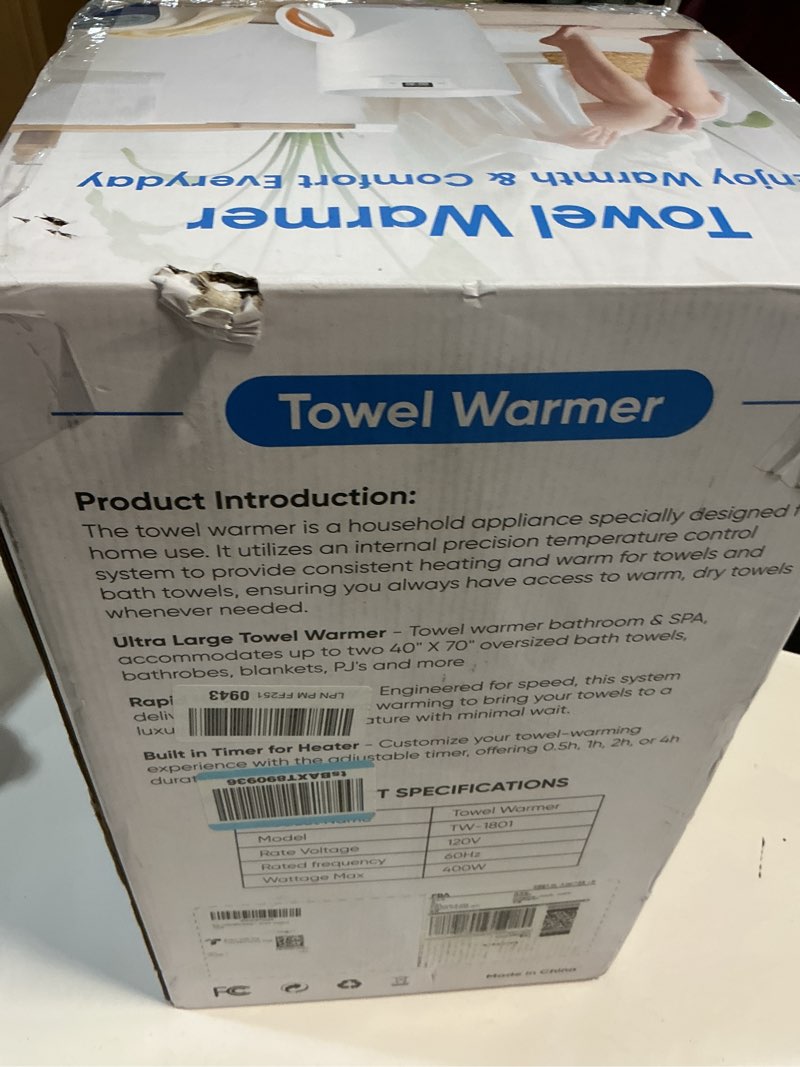 Enjoy Warmth & Comfort Everyday
Towel Warmer
Towel Warmer
Product Introduction:
The towel warmer is a household appliance specially designed
home use. It utilizes an internal precision temperature control
system to provide consistent heating and warm for towels and
bath towels, ensuring you always have access to warm, dry towels
whenever needed.
Ultra Large Towel Warmer – Towel warmer bathroom & SPA,
accommodates up to two 40" X 70" oversized bath towels,
bathrobes, blankets, PJ's and more
Engineered for speed, this system
warming to bring your towels to a
with minimal wait.
LPN PM FF251 0943
Built in Timer for Heater – Customize your towel-warming
experience with the adjustable timer, offering 0.5h, 1h, 2h, or 4h
tsBAXT890936
T SPECIFICATIONS
Name Towel Warmer
Model TW-1801
Rate Voltage 120V
Rated frequency 60Hz
Wattage Max 400W
FBA
FC
Made in China